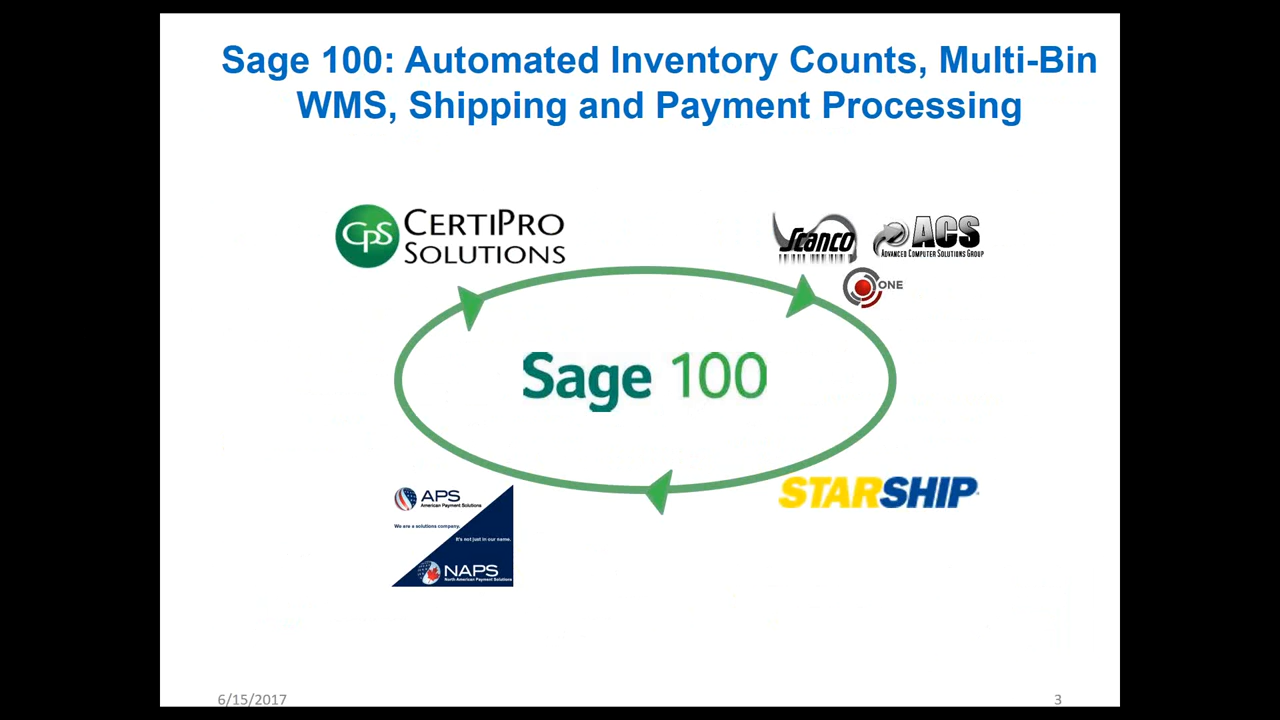 Sage 100: Automated Inventory Counts, Multi-Bin
WMS, Shipping and Payment Processing
CPS
CERTIPRO
SOLUTIONS
Scanco
ACS
ADVANCED COMPUTER SOLUTIONS GROUP
ONE
Sage 100
STARSHIP
APS
American Payment Solutions
We are a solutions company.
It's not just in our name.
NAPS
North American Payment Solutions
6/15/2017
3